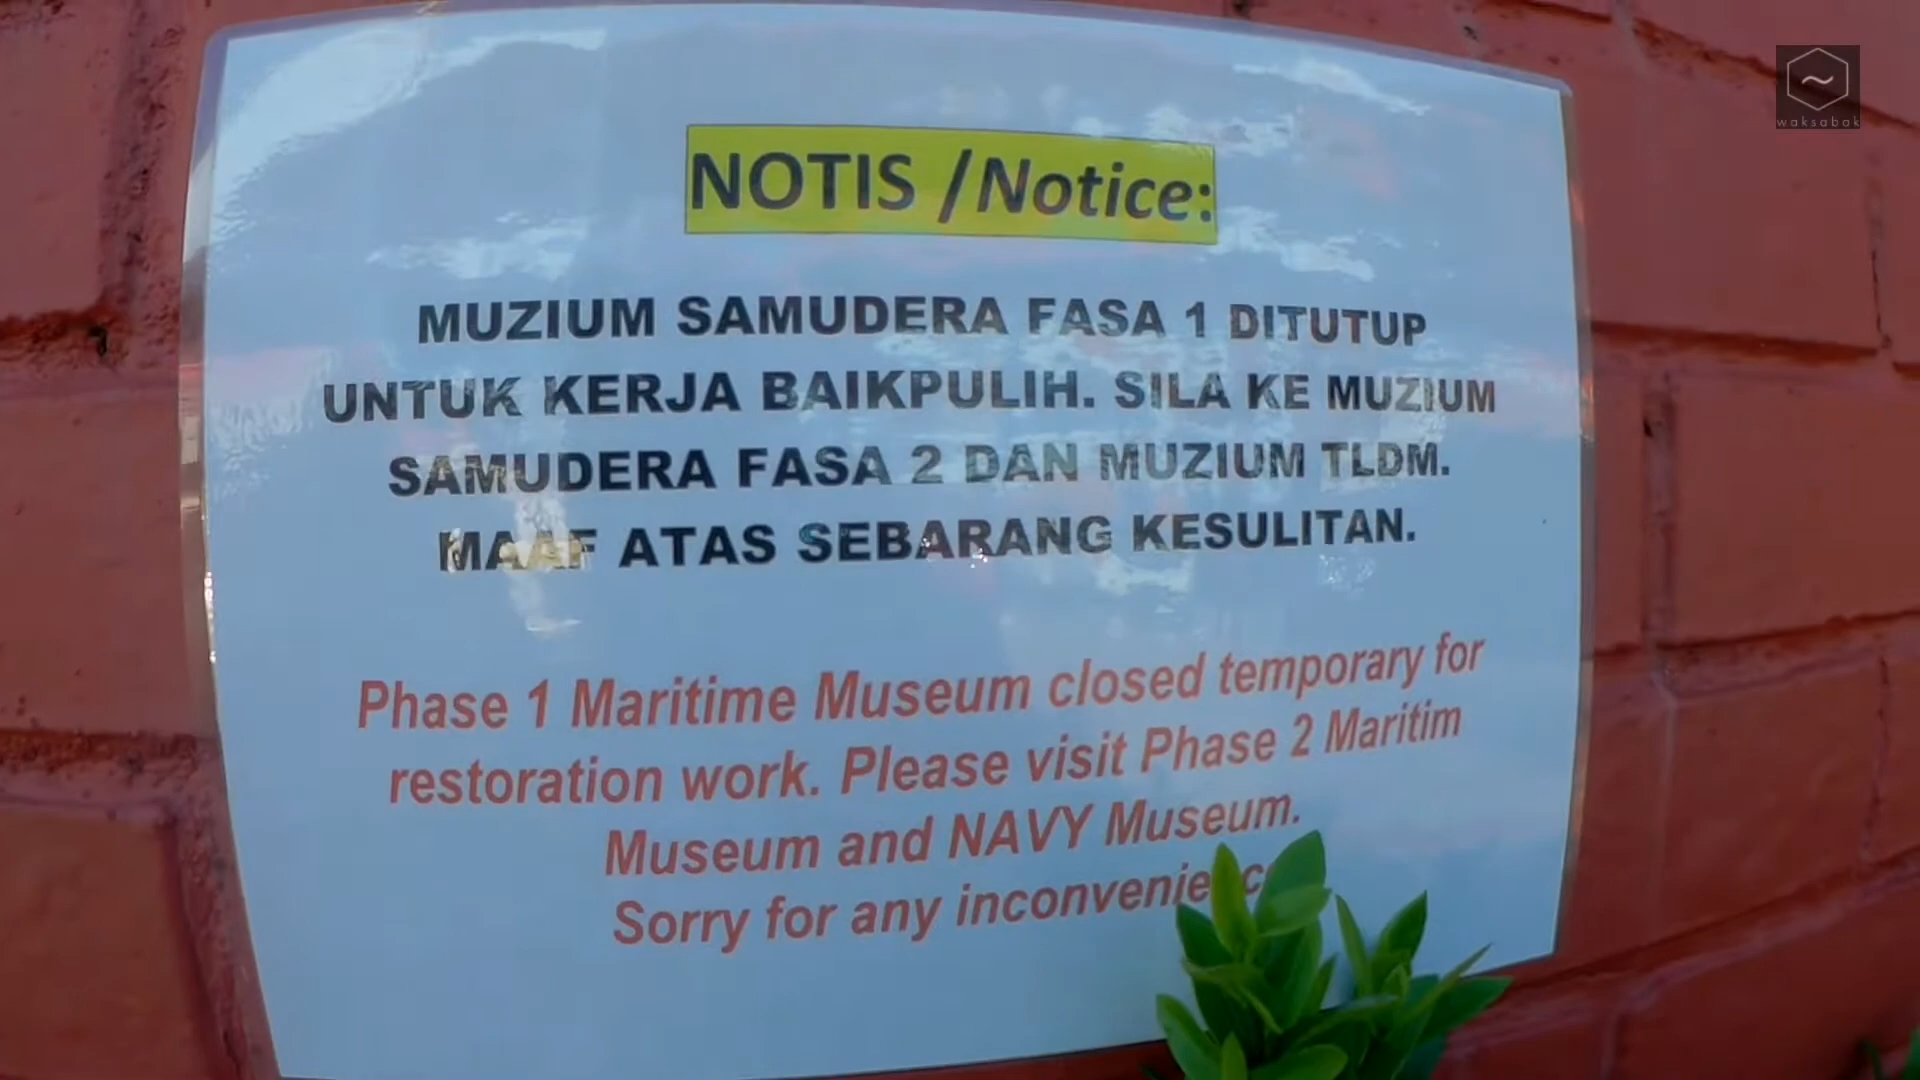 waksabak
NOTIS /Notice:
MUZIUM SAMUDERA FASA 1 DITUTUP
UNTUK KERJA BAIKPULIH. SILA KE MUZIUM
SAMUDERA FASA 2 DAN MUZIUM TLDM.
MAAF ATAS SEBARANG KESULITAN.
Phase 1 Maritime Museum closed temporary for
restoration work. Please visit Phase 2 Maritim
Museum and NAVY Museum.
Sorry for any inconvenience